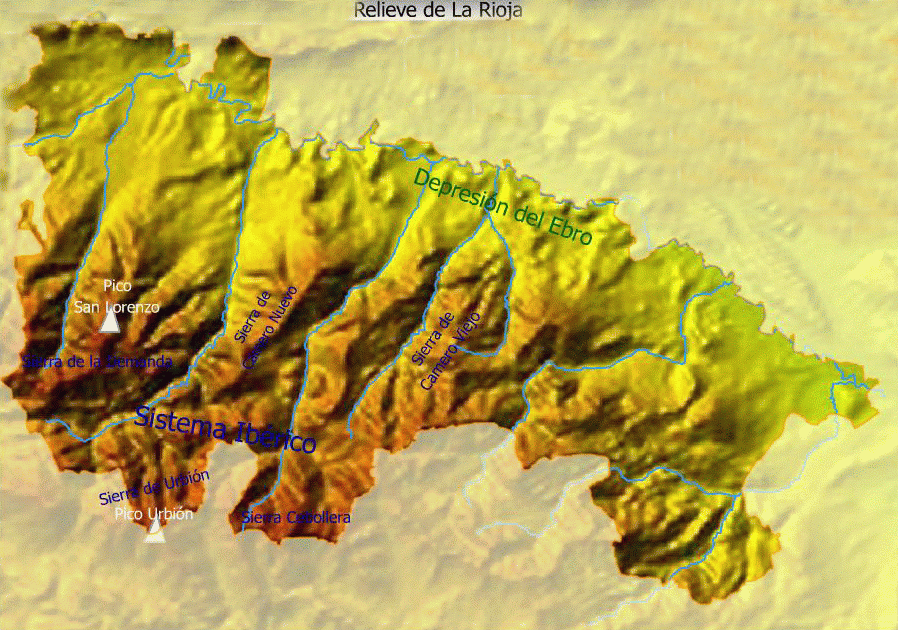 Relieve de La Rioja
Depresión del Ebro
Pico
San Lorenzo
Sierra de
Camero Nuevo
Sierra de
Camero Viejo
Sierra de la Demanda
Sistema Ibérico
Sierra de Urbión
Pico Urbión
Sierra Cebollera